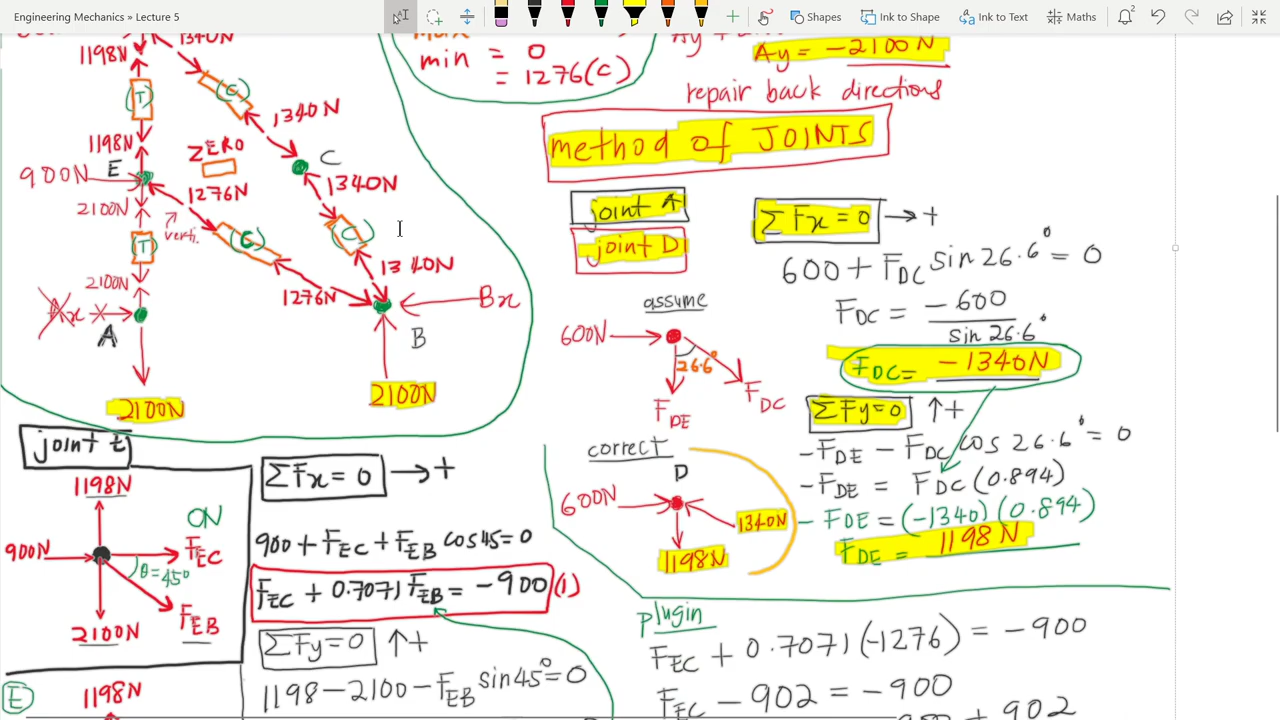 Engineering Mechanics » Lecture 5
Shapes
Ink to Shape
Ink to Text
Maths
1198N
1340N
min = 0
= 1276(C)
Ay = -2100N
repair back directions
(T)
(C)
1340N
1198N
E
ZERO
C
900N
1276N
1340N
2100N
verti.
(T)
(C)
(C)
2100N
1276N
1340N
Bx
Ax
A
B
2100N
2100N
method of JOINTS
joint A
joint D
ΣFx = 0 → +
600 + FDC sin 26.6° = 0
FDC = -600
sin 26.6°
FDC = -1340N
assume
600N
26.6°
FDE
FDC
ΣFy = 0 ↑+
-FDE - FDC cos 26.6° = 0
-FDE = FDC (0.894)
- FDE = (-1340)(0.894)
FDE = 1198 N
correct
D
600N
1340N
1198N
joint E
1198N
ON
900N
FEC
θ=45°
FEB
2100N
ΣFx = 0 → +
900 + FEC + FEB cos45 = 0
FEC + 0.7071 FEB = -900 (1)
ΣFy = 0 ↑+
1198 - 2100 - FEB sin 45° = 0
E
1198N
plugin
FEC + 0.7071(-1276) = -900
FEC - 902 = -900
+ 902